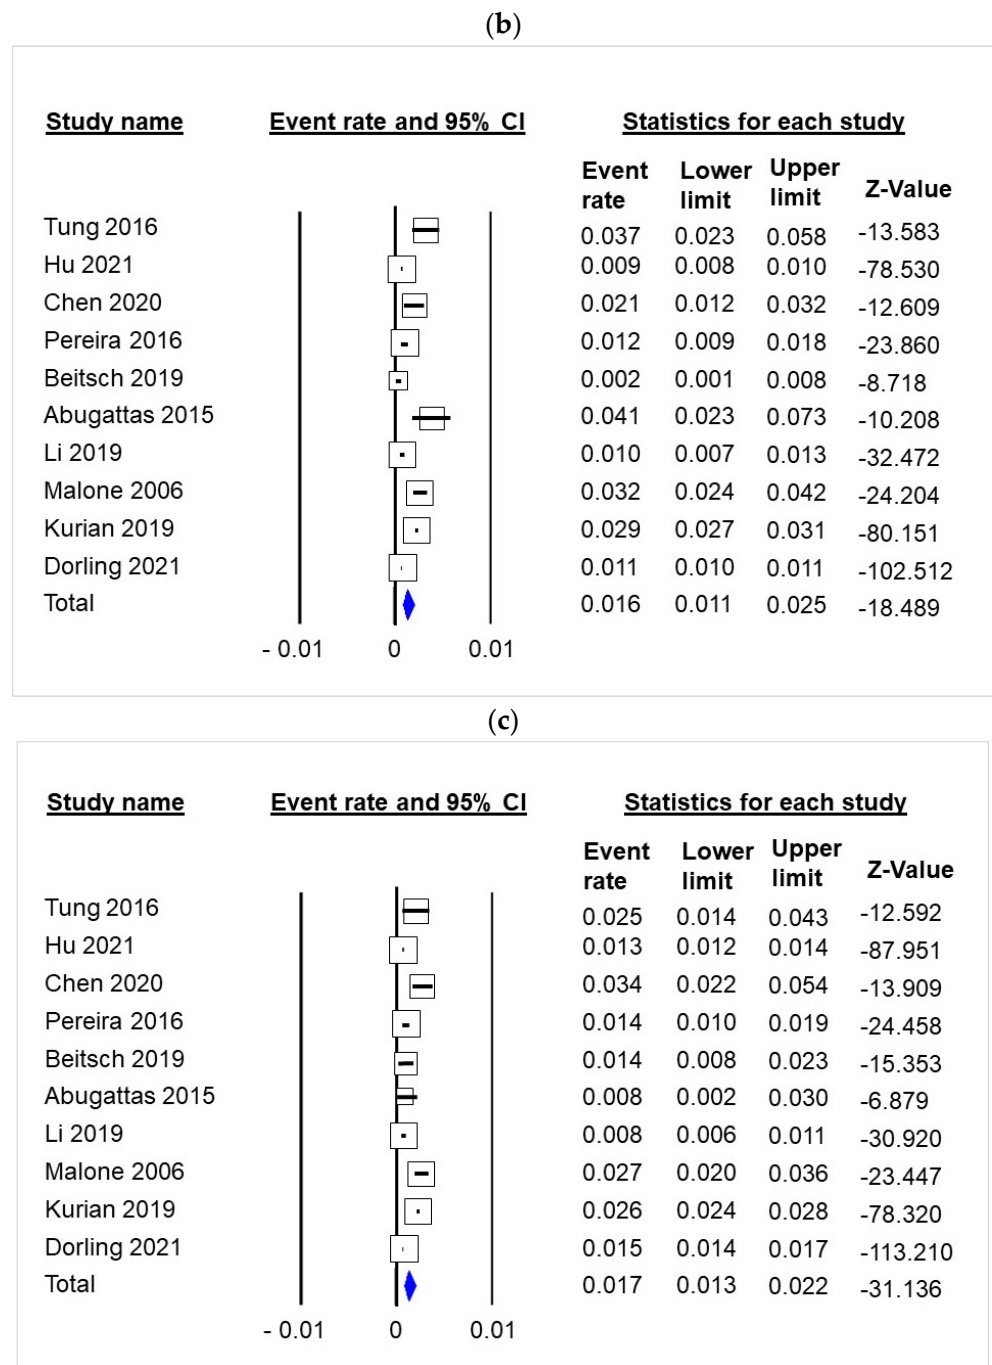 (b)
Study name Event rate and 95% CI Statistics for each study
Event rate Lower limit Upper limit Z-Value
Tung 2016 0.037 0.023 0.058 -13.583
Hu 2021 0.009 0.008 0.010 -78.530
Chen 2020 0.021 0.012 0.032 -12.609
Pereira 2016 0.012 0.009 0.018 -23.860
Beitsch 2019 0.002 0.001 0.008 -8.718
Abugattas 2015 0.041 0.023 0.073 -10.208
Li 2019 0.010 0.007 0.013 -32.472
Malone 2006 0.032 0.024 0.042 -24.204
Kurian 2019 0.029 0.027 0.031 -80.151
Dorling 2021 0.011 0.010 0.011 -102.512
Total 0.016 0.011 0.025 -18.489
- 0.01 0 0.01
(c)
Study name Event rate and 95% CI Statistics for each study
Event rate Lower limit Upper limit Z-Value
Tung 2016 0.025 0.014 0.043 -12.592
Hu 2021 0.013 0.012 0.014 -87.951
Chen 2020 0.034 0.022 0.054 -13.909
Pereira 2016 0.014 0.010 0.019 -24.458
Beitsch 2019 0.014 0.008 0.023 -15.353
Abugattas 2015 0.008 0.002 0.030 -6.879
Li 2019 0.008 0.006 0.011 -30.920
Malone 2006 0.027 0.020 0.036 -23.447
Kurian 2019 0.026 0.024 0.028 -78.320
Dorling 2021 0.015 0.014 0.017 -113.210
Total 0.017 0.013 0.022 -31.136
- 0.01 0 0.01